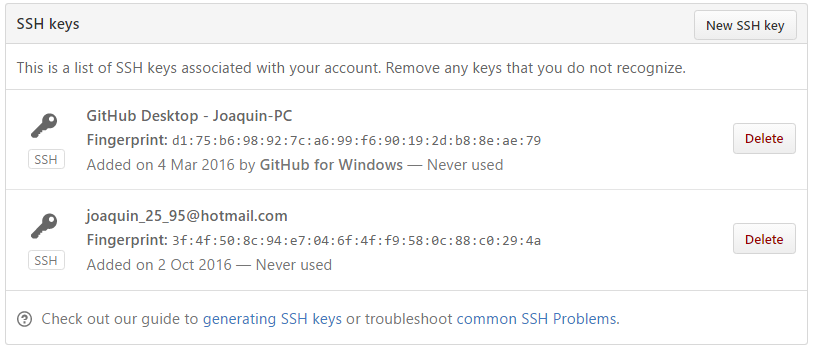 SSH keys
New SSH key
This is a list of SSH keys associated with your account. Remove any keys that you do not recognize.
GitHub Desktop - Joaquin-PC
Fingerprint: d1:75:b6:98:92:7c:a6:99:f6:90:19:2d:b8:8e:ae:79
Added on 4 Mar 2016 by GitHub for Windows — Never used
SSH
Delete
joaquin_25_95@hotmail.com
Fingerprint: 3f:4f:50:8c:94:e7:04:6f:4f:f9:58:0c:88:c0:29:4a
Added on 2 Oct 2016 — Never used
SSH
Delete
Check out our guide to generating SSH keys or troubleshoot common SSH Problems.